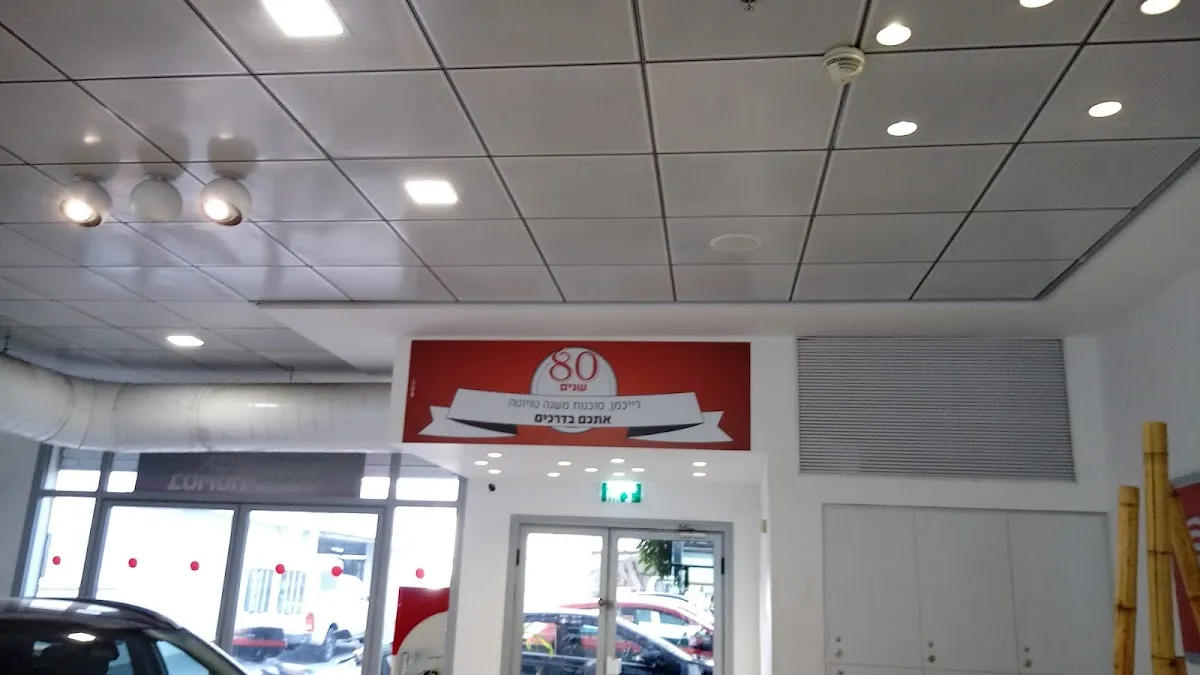 80
שנים
רייכמן, סוכנות משנה טויוטה
אתכם בדרכים